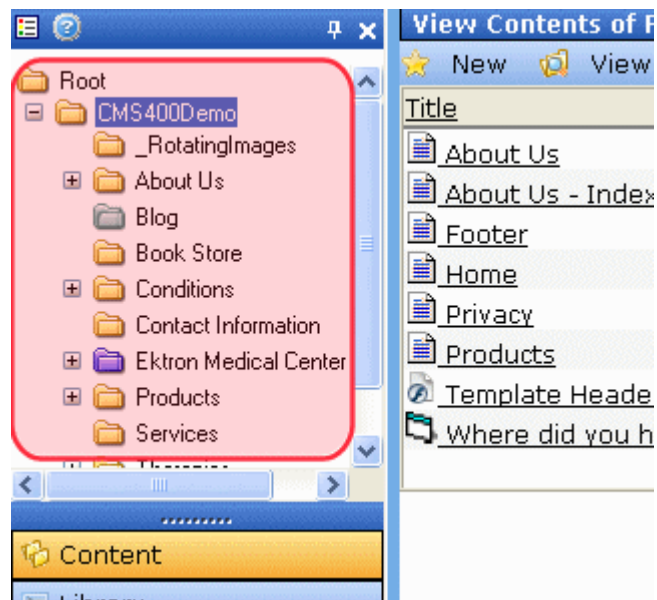 View Contents of F
New View
Root
CMS400Demo
_RotatingImages
About Us
Blog
Book Store
Conditions
Contact Information
Ektron Medical Center
Products
Services
Title
About Us
About Us - Index
Footer
Home
Privacy
Products
Template Heade
Where did you h
Content
Library